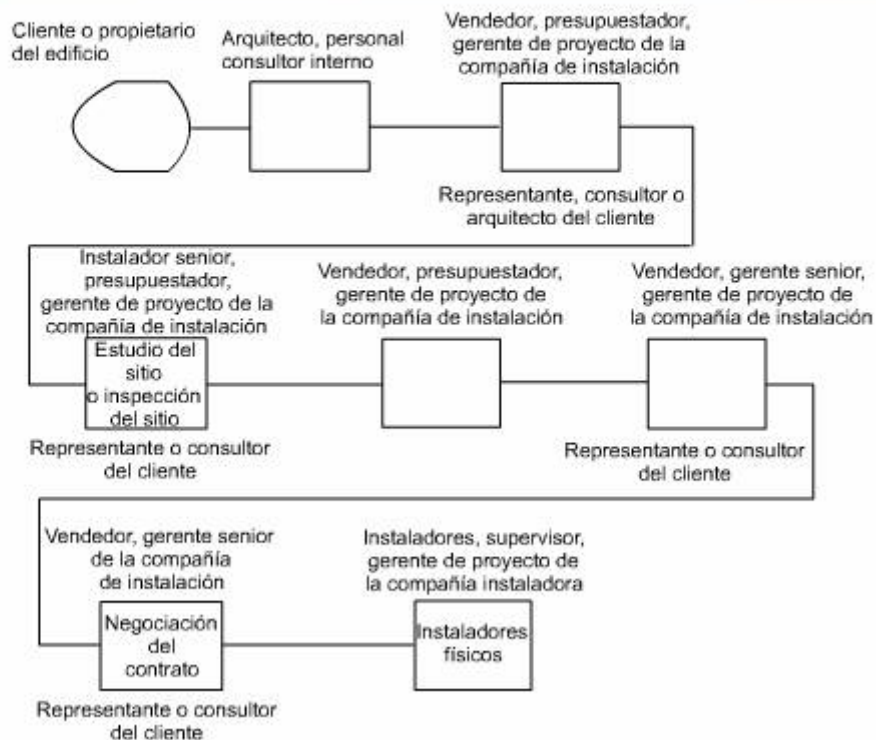 Cliente o propietario
del edificio
Arquitecto, personal
consultor interno
Vendedor, presupuestador,
gerente de proyecto de la
compañía de instalación
Representante, consultor o
arquitecto del cliente
Instalador senior,
presupuestador,
gerente de proyecto de la
compañía de instalación
Estudio del
sitio
o inspección
del sitio
Representante o consultor
del cliente
Vendedor, presupuestador,
gerente de proyecto de
la compañía de instalación
Vendedor, gerente senior,
gerente de proyecto de
la compañía de instalación
Representante o consultor
del cliente
Vendedor, gerente senior
de la compañía
de instalación
Negociación
del
contrato
Representante o consultor
del cliente
Instaladores, supervisor,
gerente de proyecto de
la compañía instaladora
Instaladores
físicos